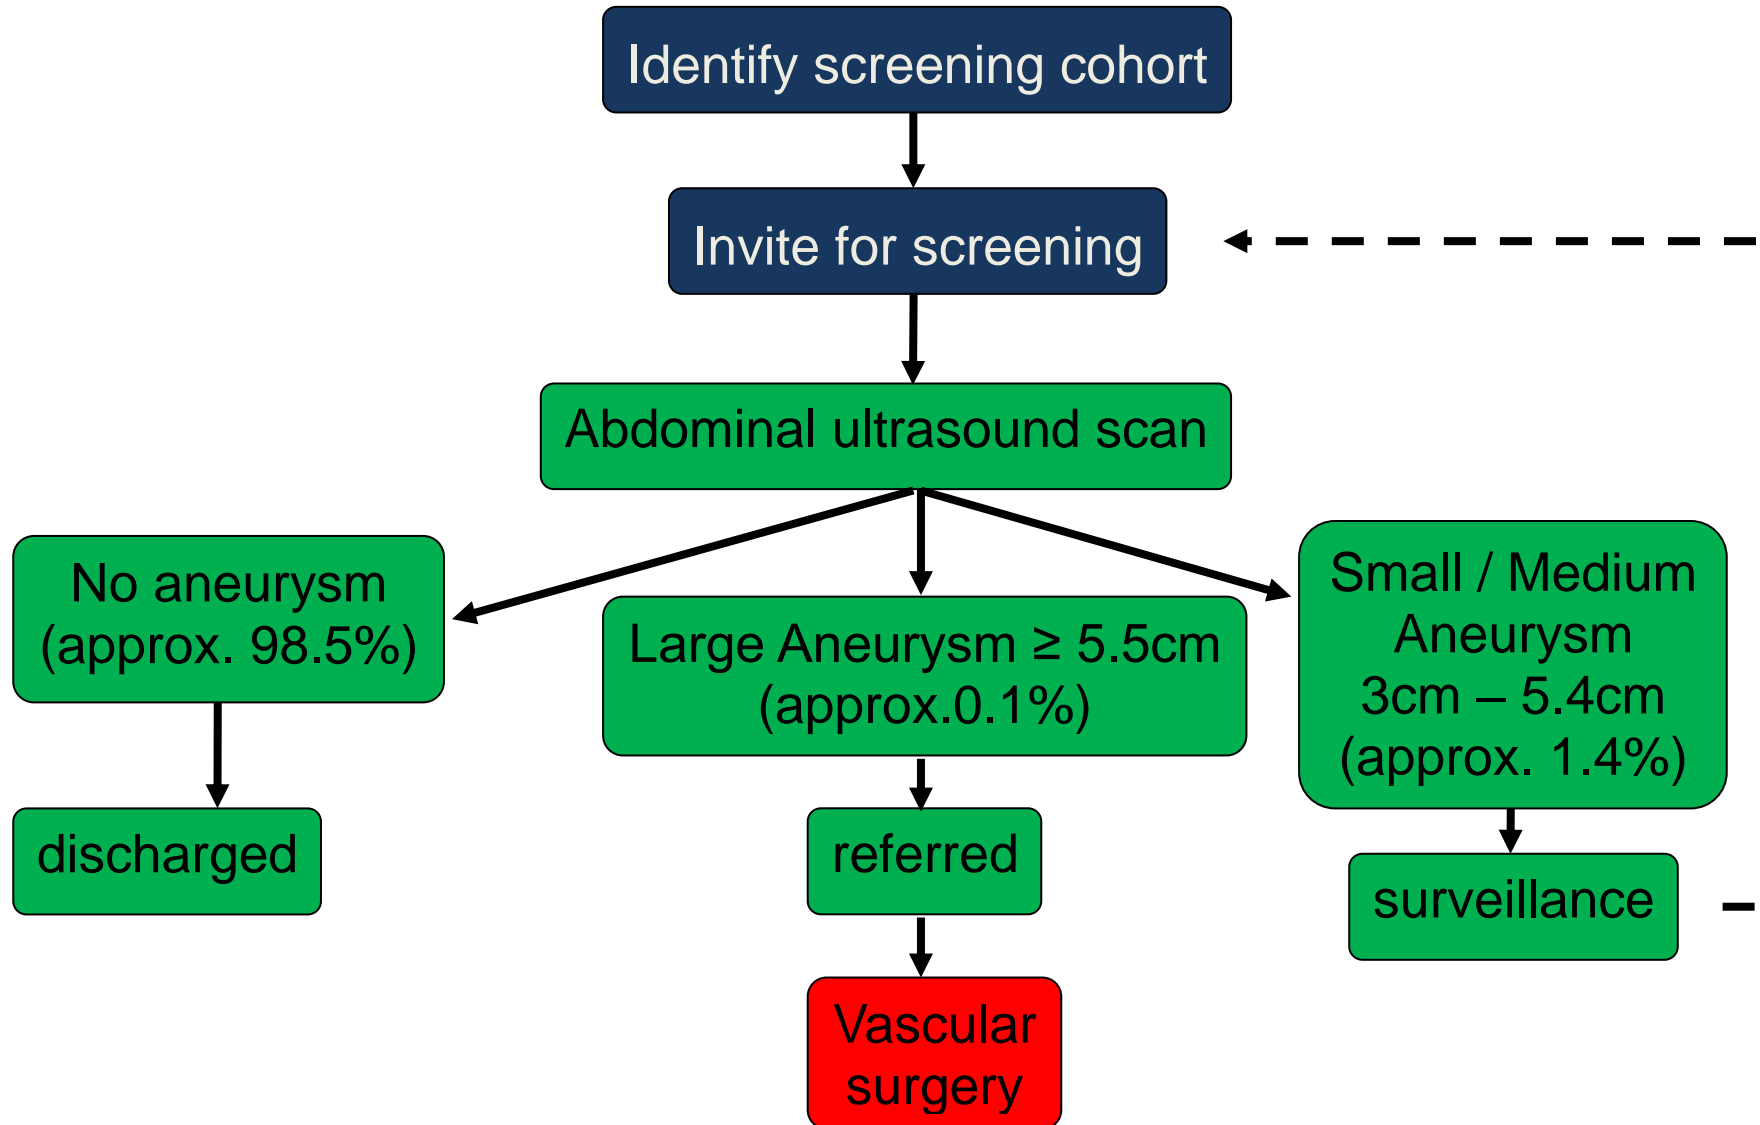 Identify screening cohort
Invite for screening
Abdominal ultrasound scan
No aneurysm
(approx. 98.5%)
Large Aneurysm ≥ 5.5cm
(approx.0.1%)
Small / Medium
Aneurysm
3cm – 5.4cm
(approx. 1.4%)
discharged
referred
surveillance
Vascular
surgery